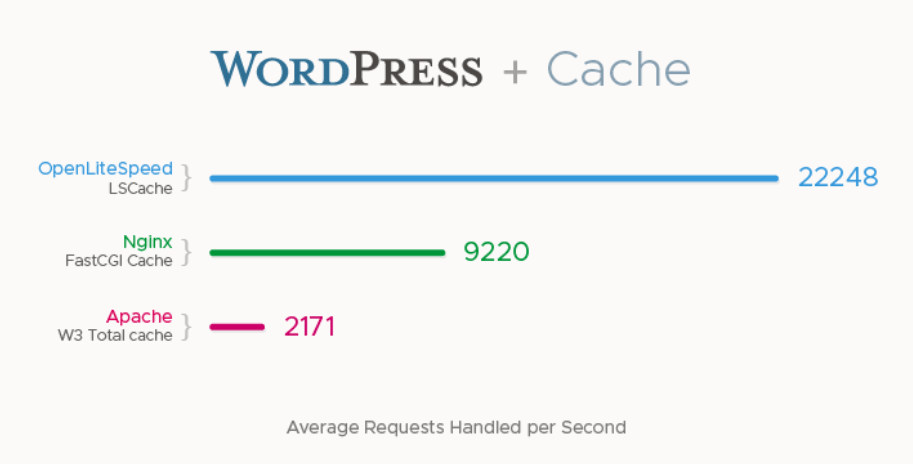 WORDPRESS + Cache
OpenLiteSpeed
LSCache
22248
Nginx
FastCGI Cache
9220
Apache
W3 Total cache
2171
Average Requests Handled per Second